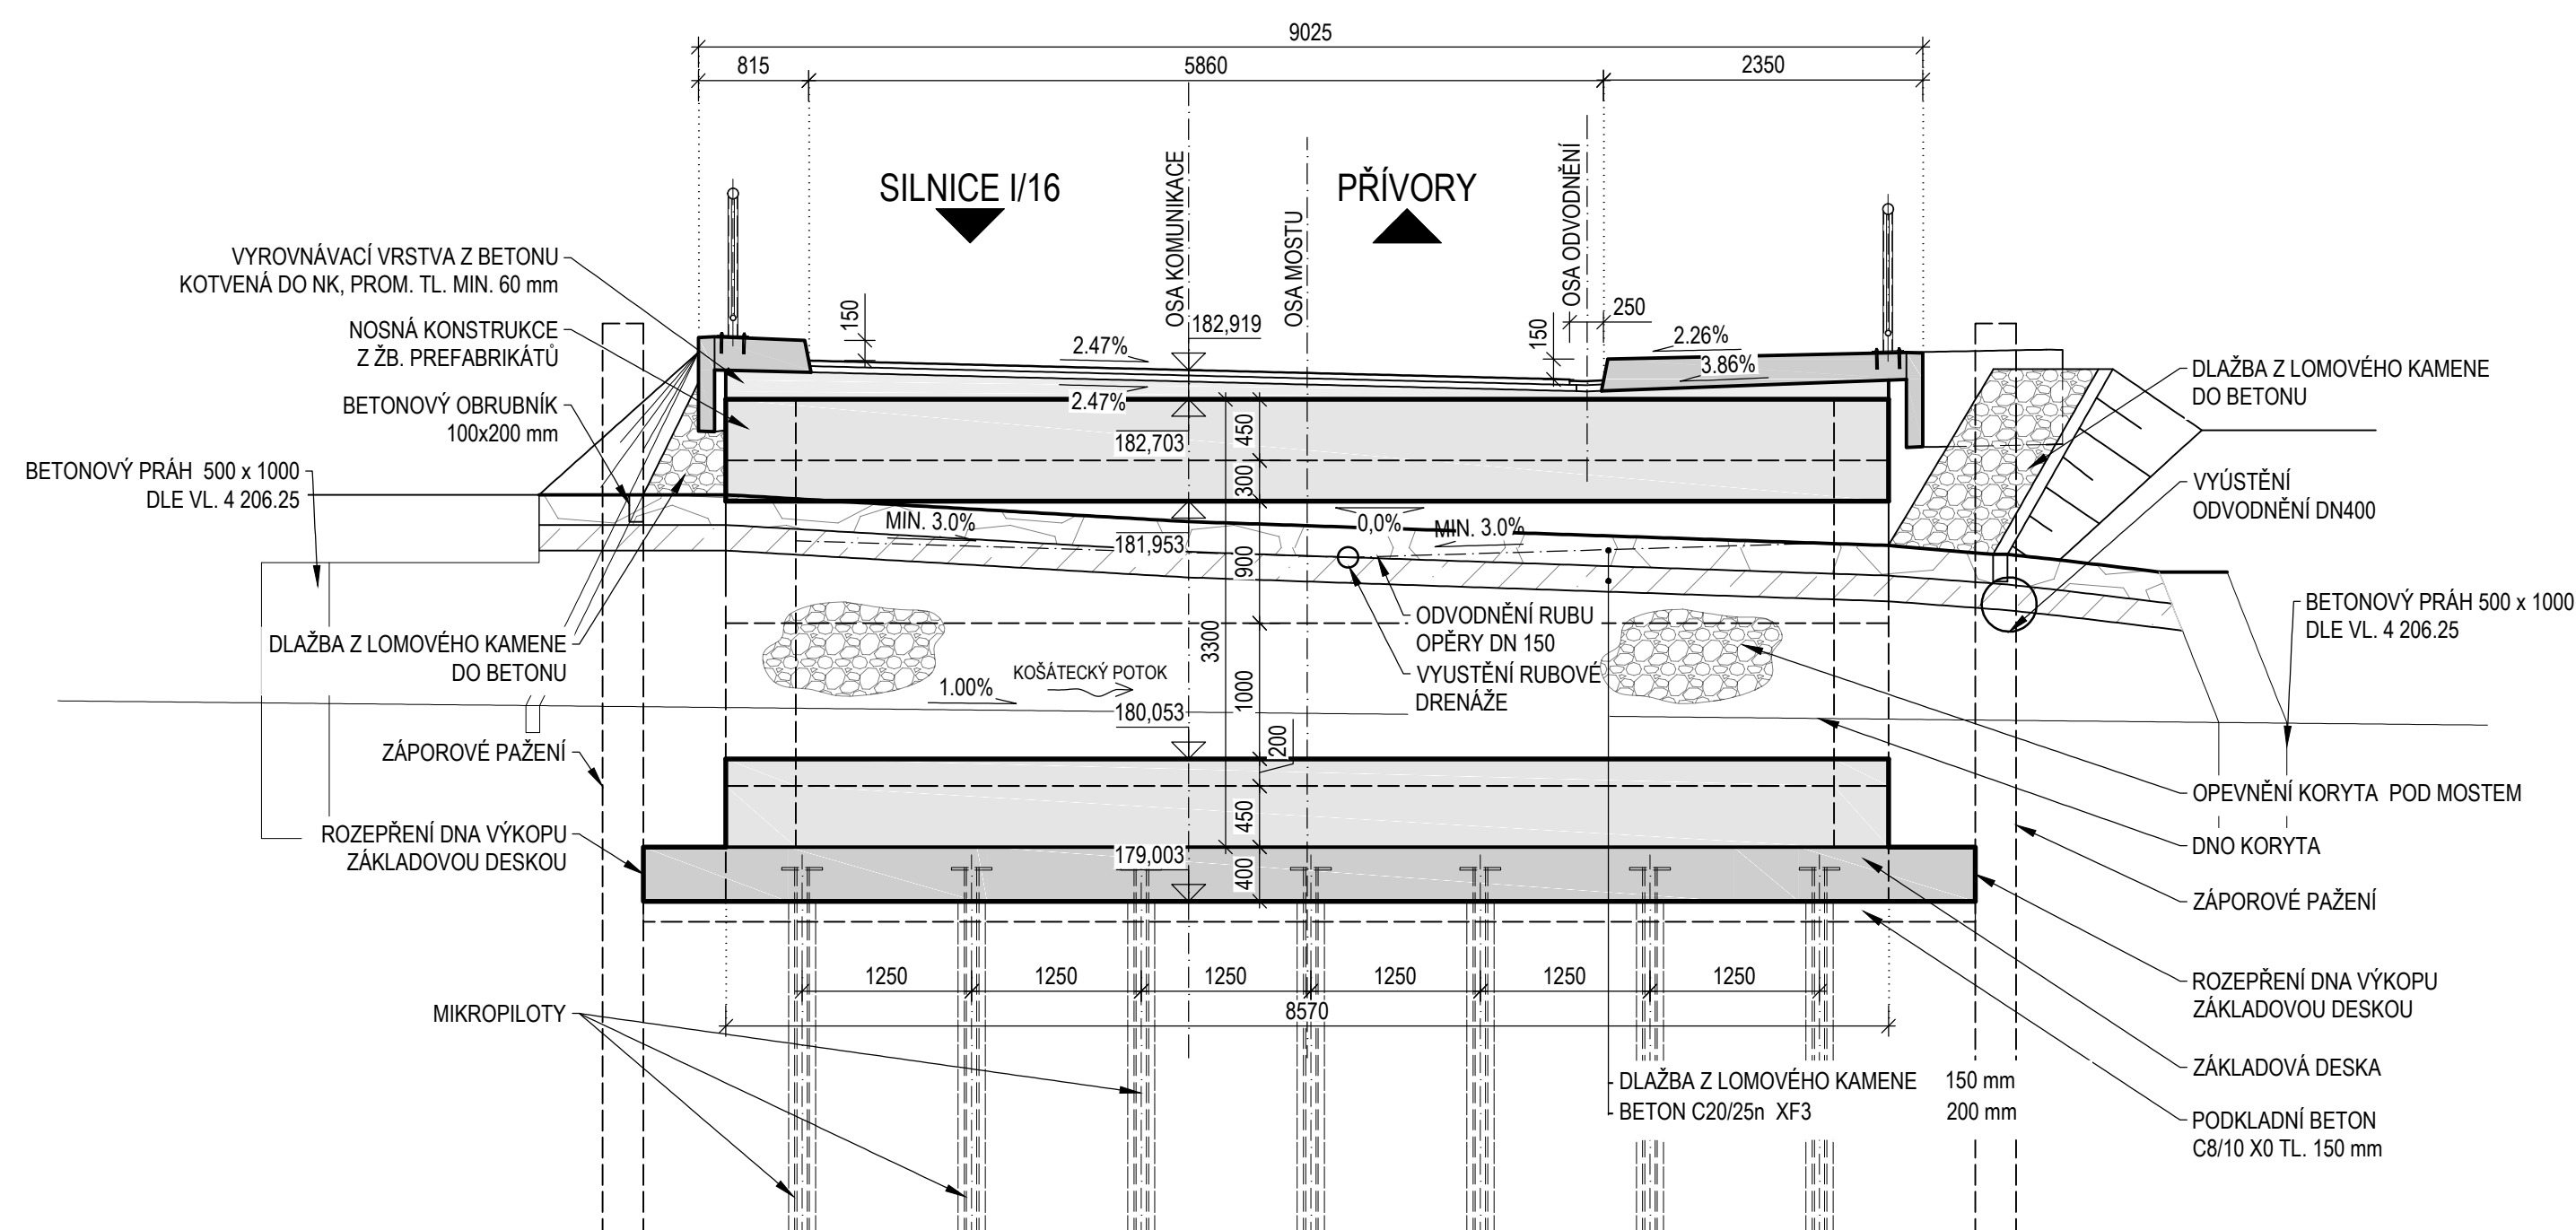 9025
815
5860
2350
SILNICE I/16
PŘÍVORY
OSA KOMUNIKACE
OSA MOSTU
OSA ODVODNĚNÍ
VYROVNÁVACÍ VRSTVA Z BETONU
KOTVENÁ DO NK, PROM. TL. MIN. 60 mm
NOSNÁ KONSTRUKCE
Z ŽB. PREFABRIKÁTŮ
BETONOVÝ OBRUBNÍK
100x200 mm
BETONOVÝ PRÁH 500 x 1000
DLE VL. 4 206.25
DLAŽBA Z LOMOVÉHO KAMENE
DO BETONU
ZÁPOROVÉ PAŽENÍ
ROZEPŘENÍ DNA VÝKOPU
ZÁKLADOVOU DESKOU
MIKROPILOTY
150
2.47%
182,919
150
250
2.26%
3.86%
2.47%
182,703
450
300
MIN. 3.0%
0,0%
MIN. 3.0%
181,953
900
3300
ODVODNĚNÍ RUBU
OPĚRY DN 150
VYUSTĚNÍ RUBOVÉ
DRENÁŽE
KOŠÁTECKÝ POTOK
1.00%
180,053
1000
200
450
179,003
400
1250
1250
1250
1250
1250
1250
8570
DLAŽBA Z LOMOVÉHO KAMENE 150 mm
BETON C20/25n XF3 200 mm
DLAŽBA Z LOMOVÉHO KAMENE
DO BETONU
VYÚSTĚNÍ
ODVODNĚNÍ DN400
BETONOVÝ PRÁH 500 x 1000
DLE VL. 4 206.25
OPEVNĚNÍ KORYTA POD MOSTEM
DNO KORYTA
ZÁPOROVÉ PAŽENÍ
ROZEPŘENÍ DNA VÝKOPU
ZÁKLADOVOU DESKOU
ZÁKLADOVÁ DESKA
PODKLADNÍ BETON
C8/10 X0 TL. 150 mm